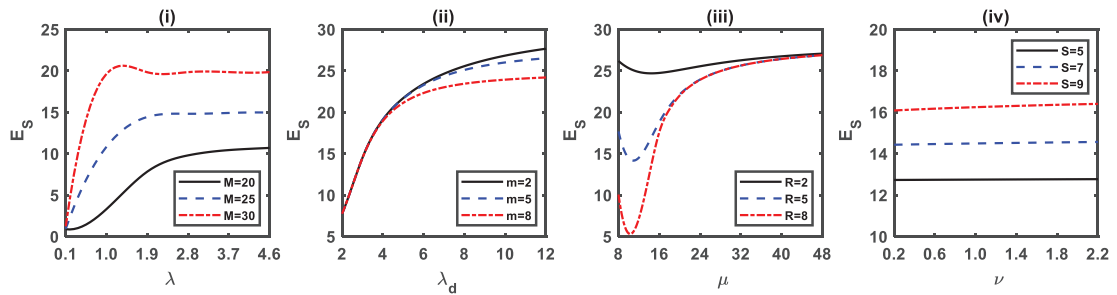 (i)
E_S
25
20
15
10
5
0
0.1 1.0 1.9 2.8 3.7 4.6
λ
M=20
M=25
M=30
(ii)
E_S
30
25
20
15
10
5
2 4 6 8 10 12
λ_d
m=2
m=5
m=8
(iii)
E_S
30
25
20
15
10
5
8 16 24 32 40 48
μ
R=2
R=5
R=8
(iv)
E_S
20
18
16
14
12
10
0.2 0.6 1.0 1.4 1.8 2.2
ν
S=5
S=7
S=9